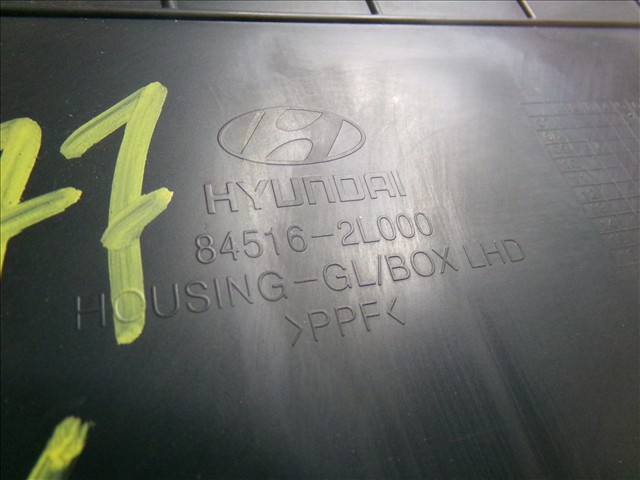 HYUNDAI
84516-2L000
HOUSING-GL/BOX LHD
>PPF<